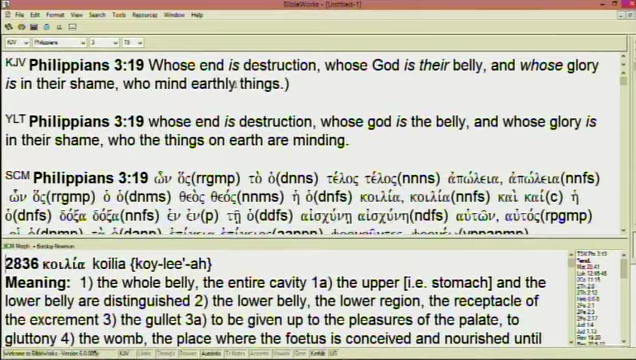 BibleWorks - [Untitled-1]
File Edit Format View Search Tools Resources Window Help
KJV Philippians 3 19
KJV Philippians 3:19 Whose end is destruction, whose God is their belly, and whose glory
is in their shame, who mind earthly things.)
YLT Philippians 3:19 whose end is destruction, whose god is the belly, and whose glory is
in their shame, who the things on earth are minding.
SCM Philippians 3:19 ὧν ὅς(rrgmp) τὸ ὁ(dnns) τέλος τέλος(nnns) ἀπώλεια, ἀπώλεια(nnfs)
ὧν ὅς(rrgmp) ὁ ὁ(dnms) θεὸς θεός(nnms) ἡ ὁ(dnfs) κοιλία, κοιλία(nnfs) καὶ καί(c) ἡ
ὁ(dnfs) δόξα δόξα(nnfs) ἐν ἐν(p) τῇ ὁ(ddfs) αἰσχύνῃ αἰσχύνη(ndfs) αὐτῶν, αὐτός(rpgmp)
2836 κοιλία koilia {koy-lee'-ah}
Meaning: 1) the whole belly, the entire cavity 1a) the upper [i.e. stomach] and the
lower belly are distinguished 2) the lower belly, the lower region, the receptacle of
the excrement 3) the gullet 3a) to be given up to the pleasures of the palate, to
gluttony 4) the womb, the place where the foetus is conceived and nourished until